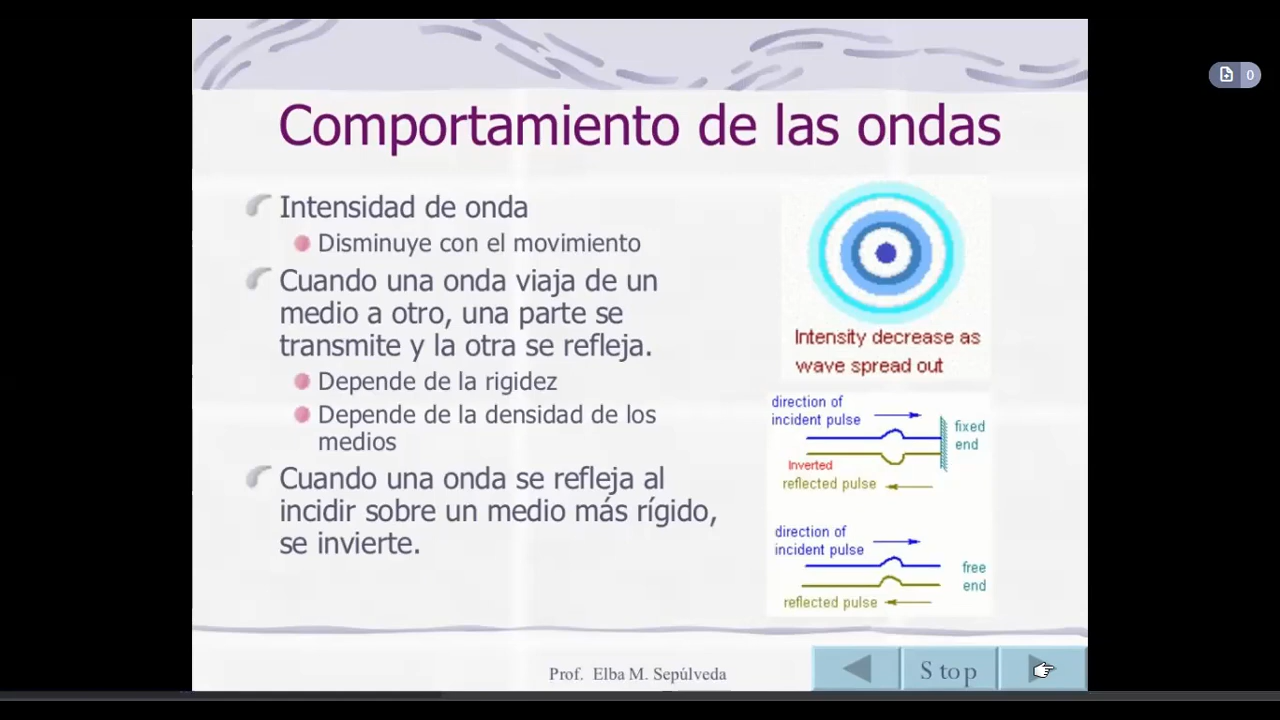 Comportamiento de las ondas
Intensidad de onda
Disminuye con el movimiento
Cuando una onda viaja de un
medio a otro, una parte se
transmite y la otra se refleja.
Depende de la rigidez
Depende de la densidad de los
medios
Cuando una onda se refleja al
incidir sobre un medio más rígido,
se invierte.
Intensity decrease as
wave spread out
direction of
incident pulse
fixed
end
Inverted
reflected pulse
direction of
incident pulse
free
end
reflected pulse
Prof. Elba M. Sepúlveda
Stop
0